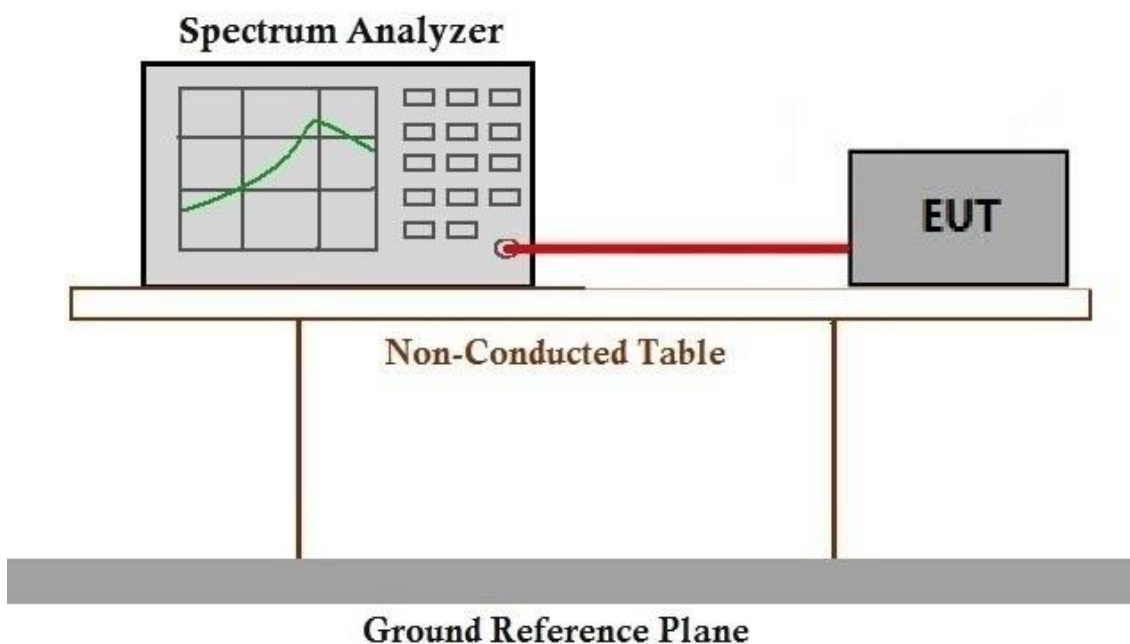 Spectrum Analyzer
EUT
Non-Conducted Table
Ground Reference Plane